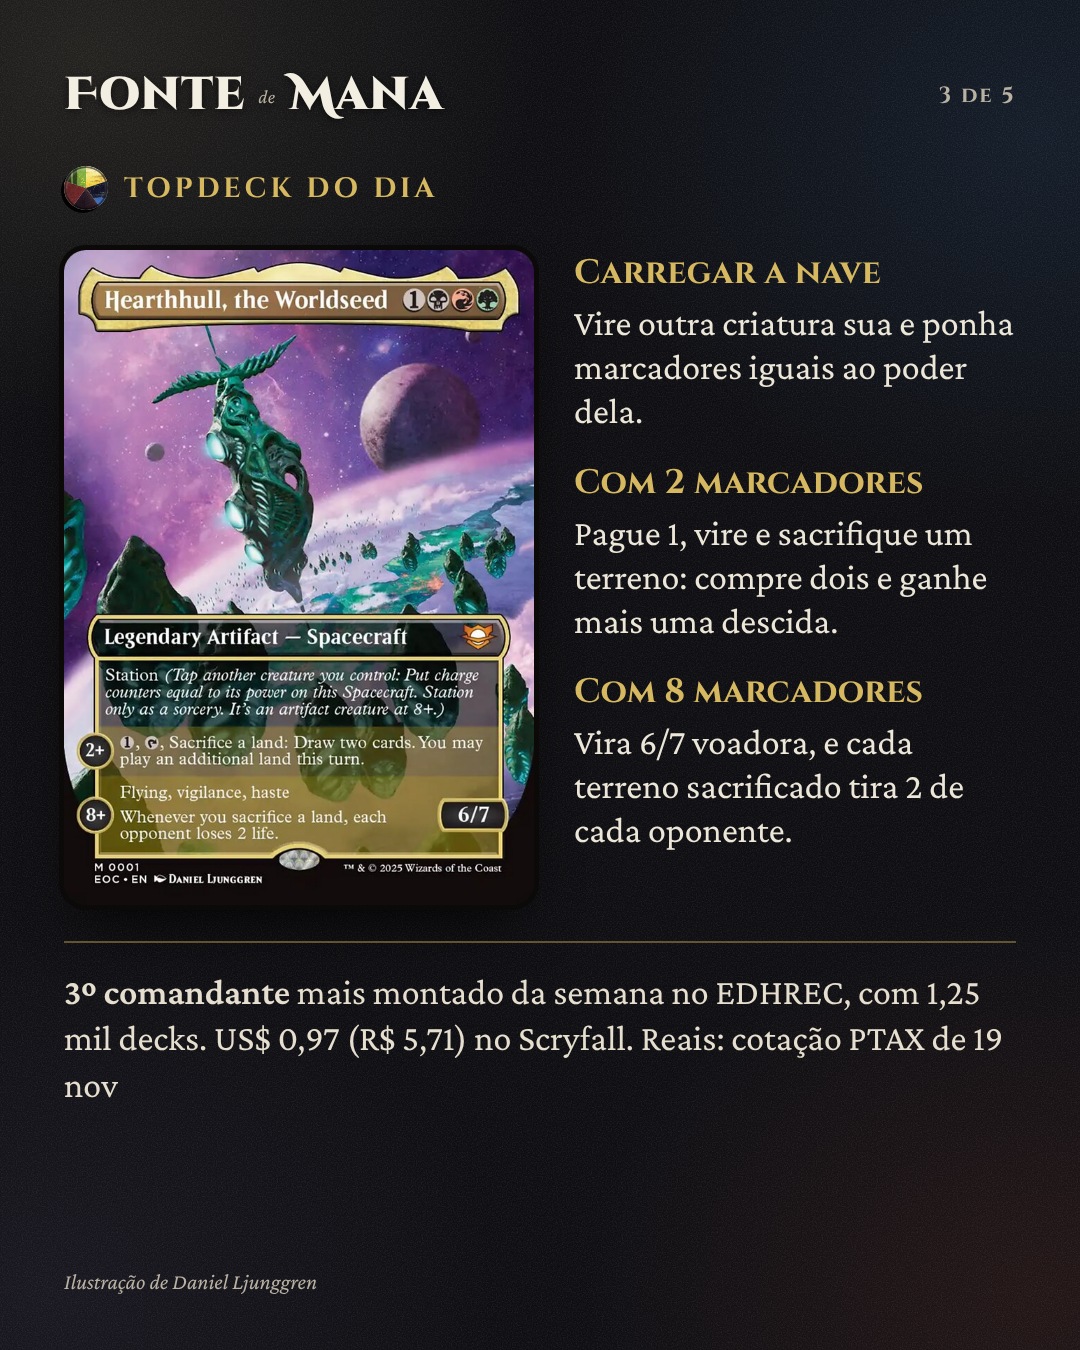 Fonte de Mana
3 de 5
Topdeck do dia
Hearthhull, the Worldseed 1
Legendary Artifact — Spacecraft
Station (Tap another creature you control: Put charge
counters equal to its power on this Spacecraft. Station
only as a sorcery. It's an artifact creature at 8+.)
2+
1, , Sacrifice a land: Draw two cards. You may
play an additional land this turn.
Flying, vigilance, haste
8+
Whenever you sacrifice a land, each
opponent loses 2 life.
6/7
M 0001
EOC • EN Daniel Ljunggren
™ & © 2025 Wizards of the Coast
Carregar a nave
Vire outra criatura sua e ponha
marcadores iguais ao poder
dela.
Com 2 marcadores
Pague 1, vire e sacrifique um
terreno: compre dois e ganhe
mais uma descida.
Com 8 marcadores
Vira 6/7 voadora, e cada
terreno sacrificado tira 2 de
cada oponente.
3º comandante mais montado da semana no EDHREC, com 1,25
mil decks. US$ 0,97 (R$ 5,71) no Scryfall. Reais: cotação PTAX de 19
nov
Ilustração de Daniel Ljunggren